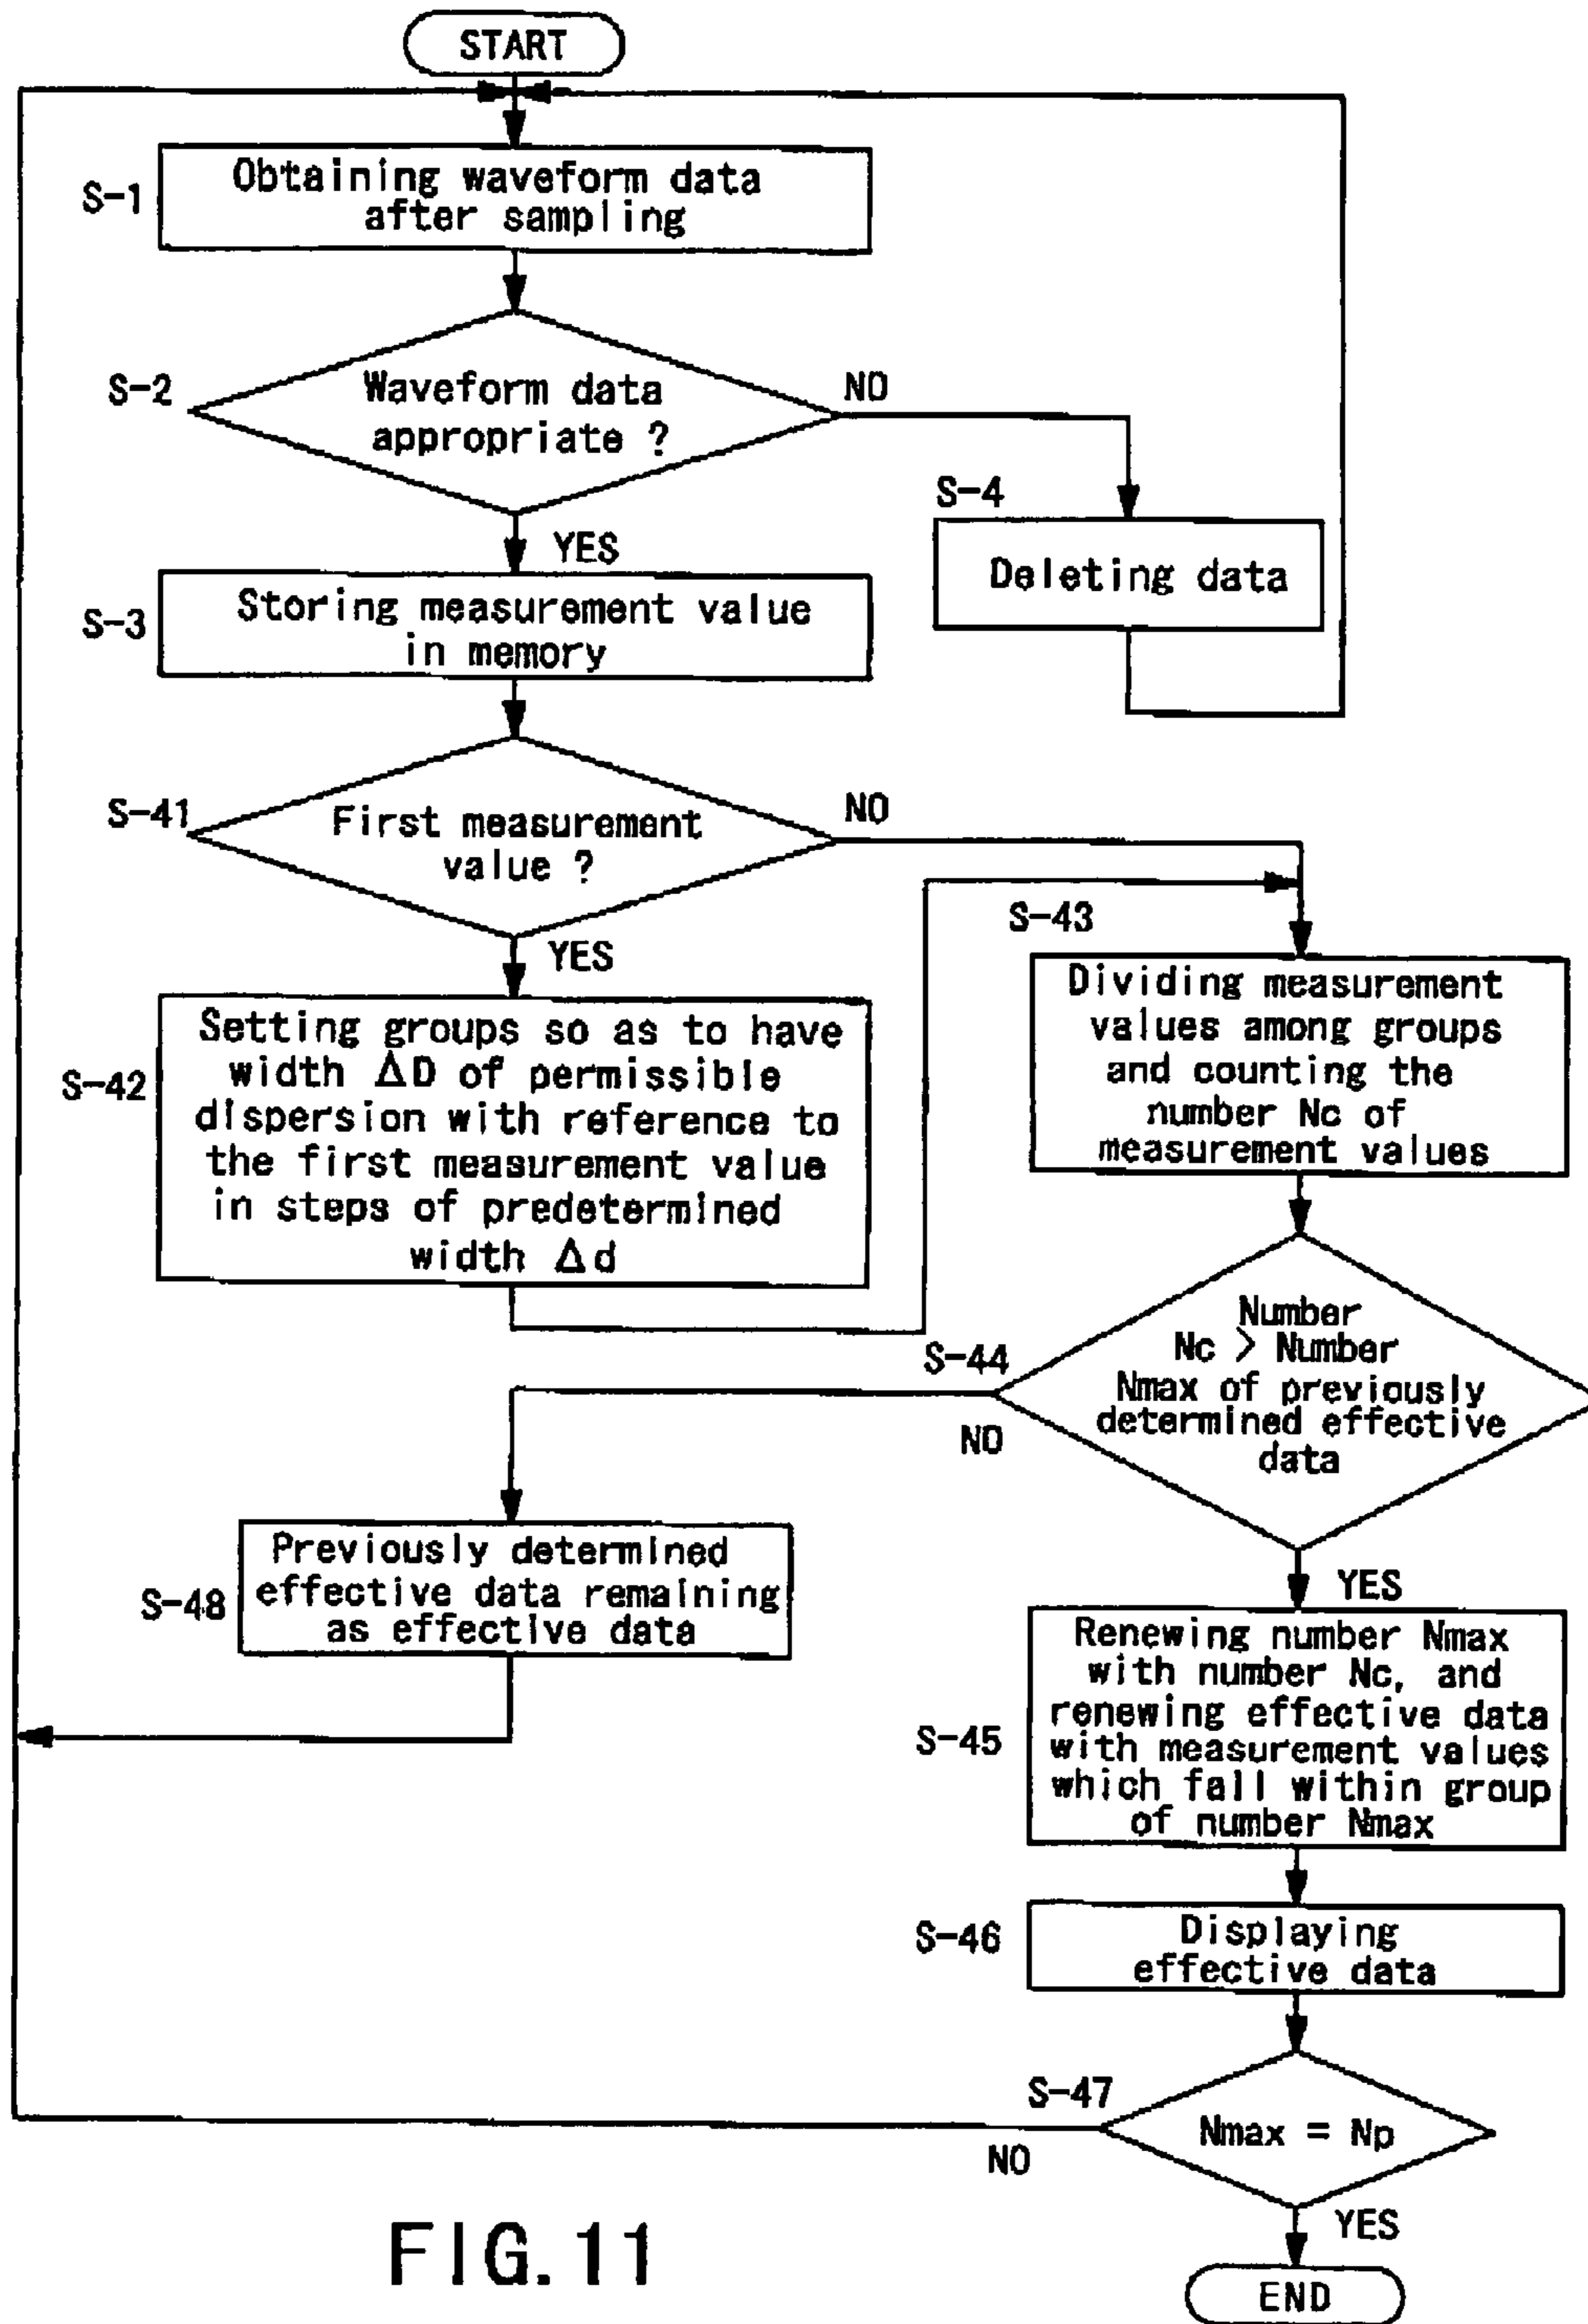 START
S-1
Obtaining waveform data
after sampling
S-2
Waveform data
appropriate ?
NO
YES
S-4
Deleting data
S-3
Storing measurement value
in memory
S-41
First measurement
value ?
NO
YES
S-42
Setting groups so as to have
width ΔD of permissible
dispersion with reference to
the first measurement value
in steps of predetermined
width Δd
S-43
Dividing measurement
values among groups
and counting the
number Nc of
measurement values
S-44
Number
Nc > Number
Nmax of previously
determined effective
data
NO
YES
S-48
Previously determined
effective data remaining
as effective data
S-45
Renewing number Nmax
with number Nc, and
renewing effective data
with measurement values
which fall within group
of number Nmax
S-46
Displaying
effective data
S-47
Nmax = Np
NO
YES
END
FIG. 11